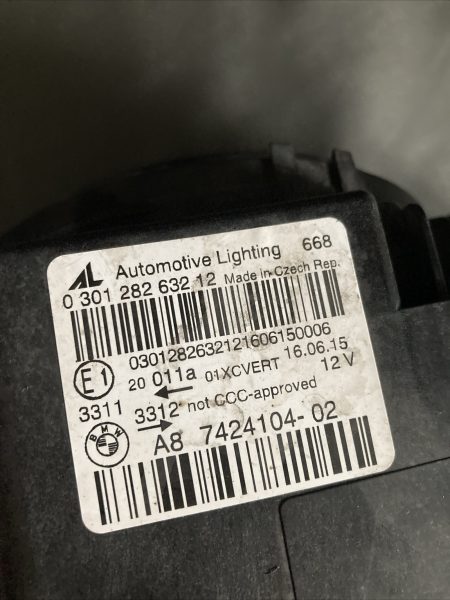 AL Automotive Lighting 668
0 301 282 632 12 Made in Czech Rep.
0301282632121606150006
E1 20 011a 01XCVERT 16.06.15
3311 3312 not CCC-approved 12 V
BMW A8 7424104-02